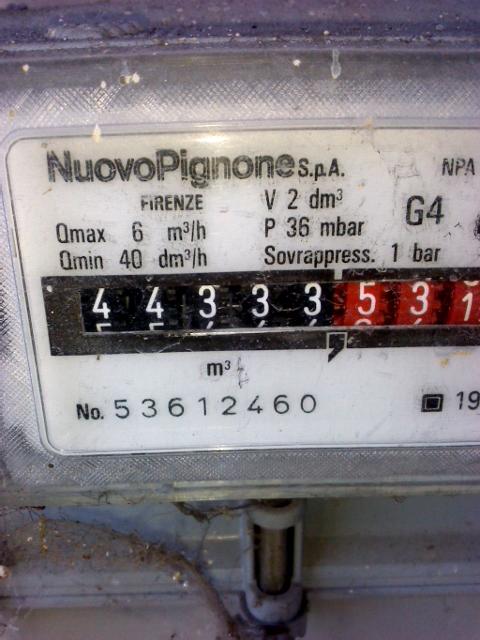 NuovoPignone S.p.A.
NPA
FIRENZE
V 2 dm³
G4
Qmax 6 m³/h
P 36 mbar
Qmin 40 dm³/h
Sovrappress. 1 bar
4 4 3 3 3 5 3 1
m³
No. 53612460
19